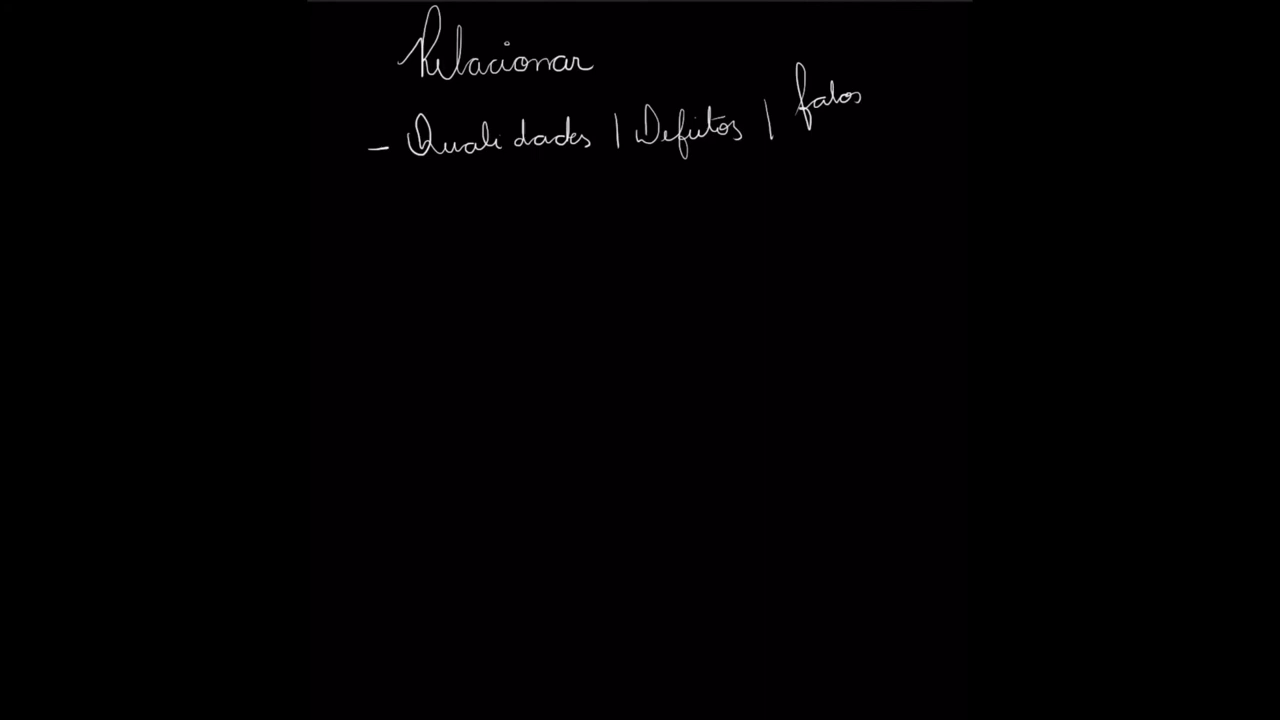 Relacionar
- Qualidades | Defeitos | fatos